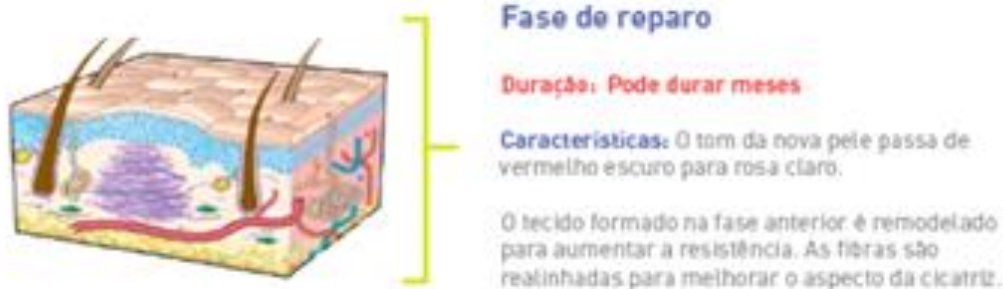 Fase de reparo
Duração: Pode durar meses
Características: O tom da nova pele passa de
vermelho escuro para rosa claro.
O tecido formado na fase anterior é remodelado
para aumentar a resistência. As fibras são
realinhadas para melhorar o aspecto da cicatriz.